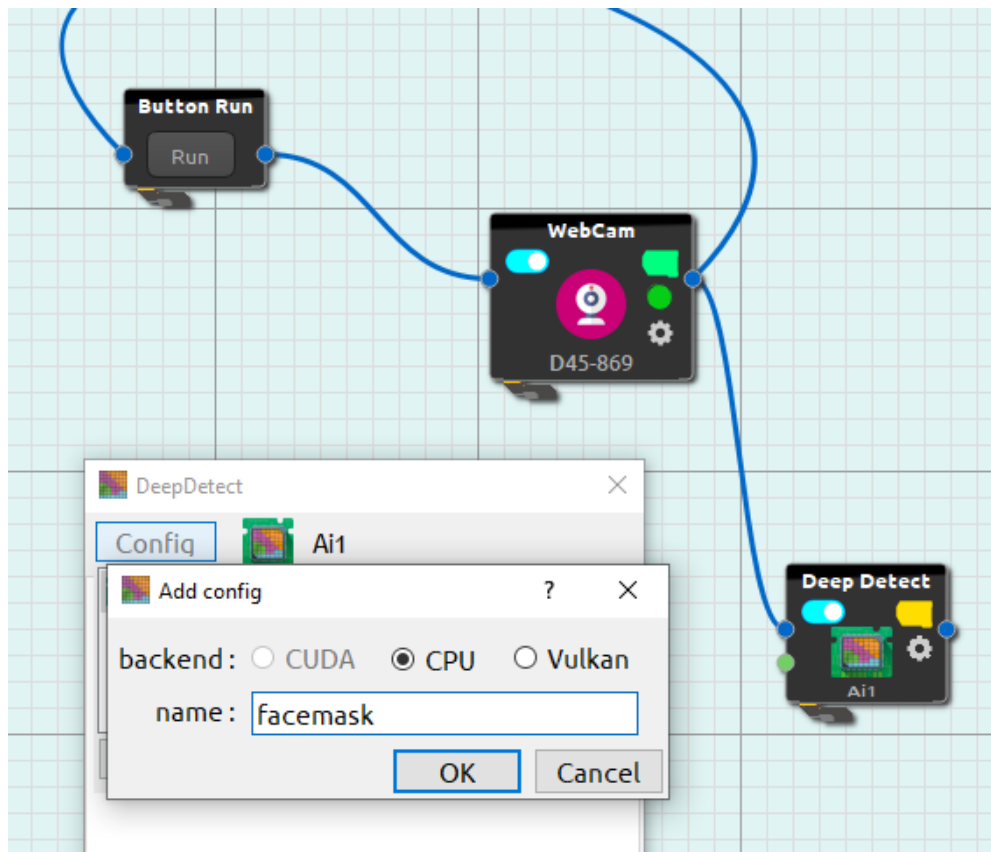 Button Run
Run
WebCam
D45-869
DeepDetect
Config
Ai1
Add config
?
backend: CUDA CPU Vulkan
name: facemask
OK Cancel
Deep Detect
Ai1